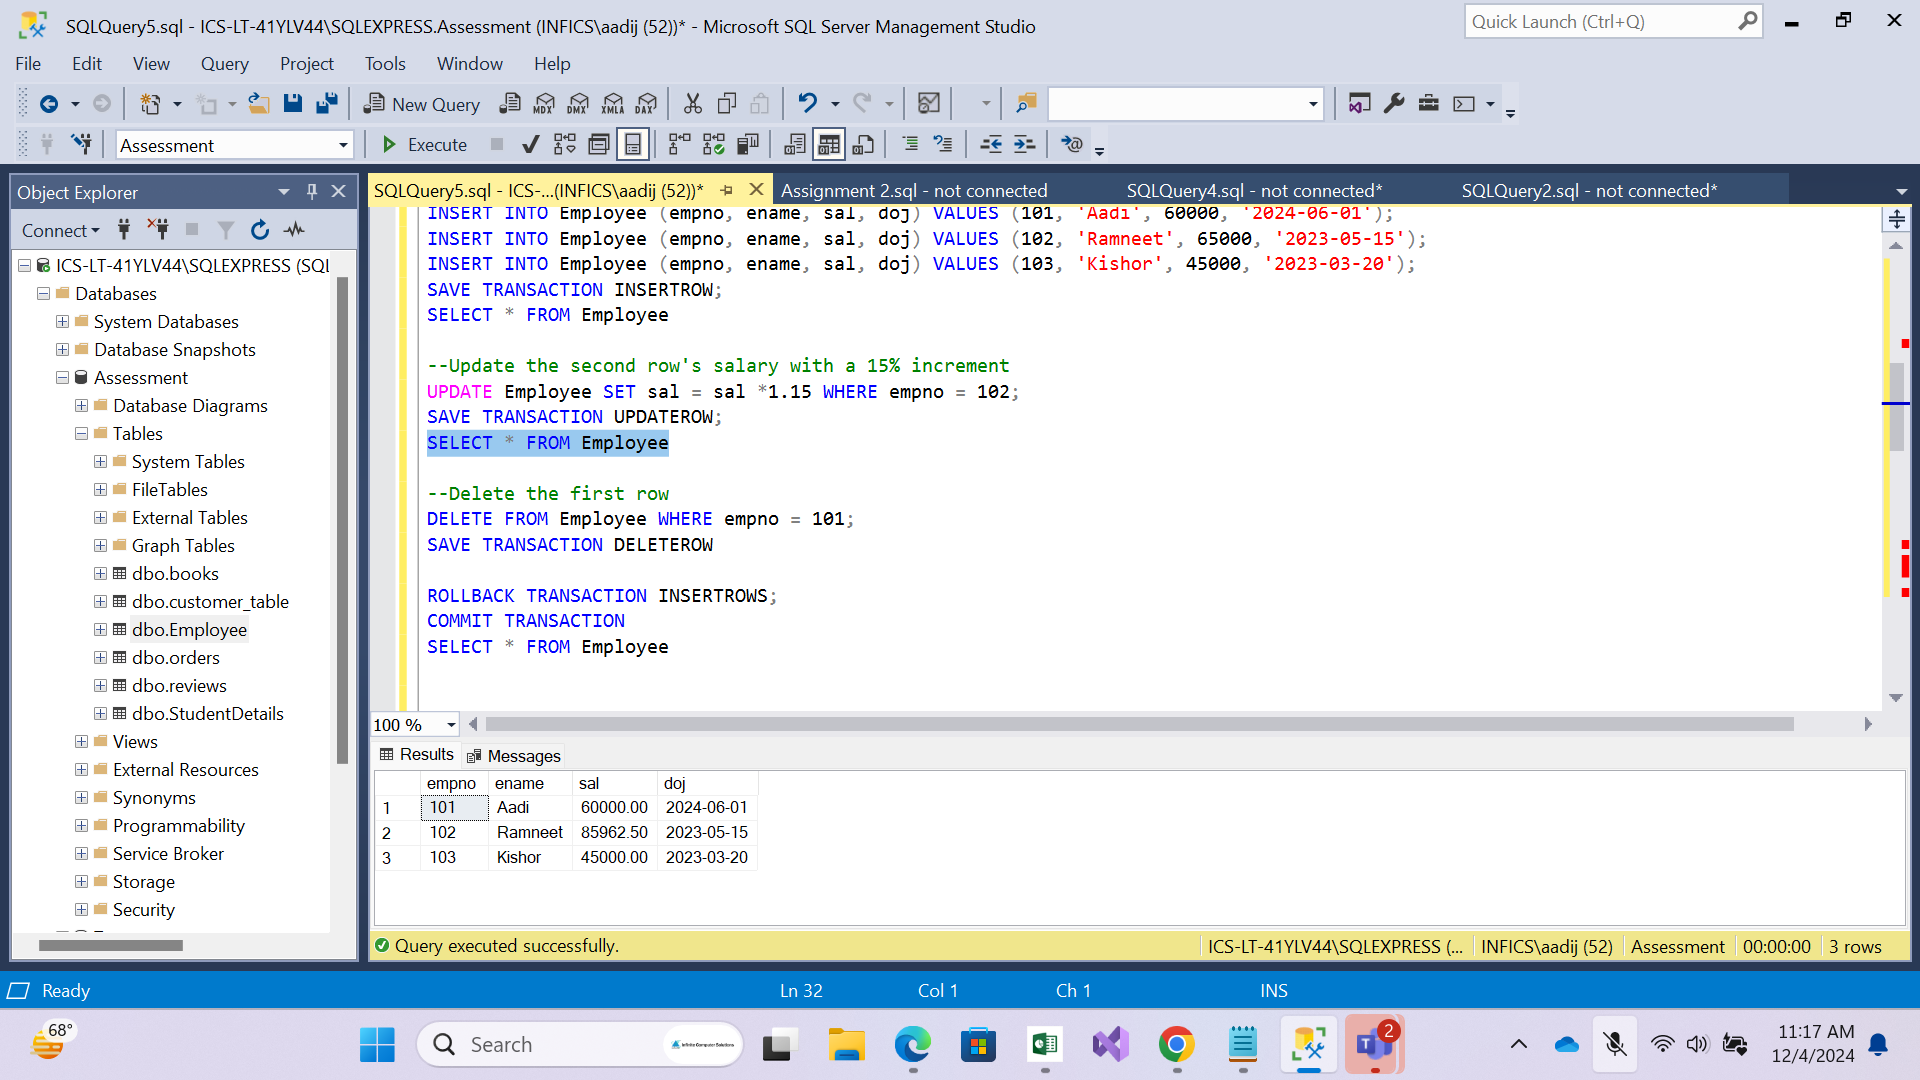 SQLQuery5.sql - ICS-LT-41YLV44\SQLEXPRESS.Assessment (INFICS\aadij (52))* - Microsoft SQL Server Management Studio
Quick Launch (Ctrl+Q)
File Edit View Query Project Tools Window Help
New Query MDX DMX XMLA DAX
Assessment Execute
Object Explorer
Connect
ICS-LT-41YLV44\SQLEXPRESS (SQL
Databases
System Databases
Database Snapshots
Assessment
Database Diagrams
Tables
System Tables
FileTables
External Tables
Graph Tables
dbo.books
dbo.customer_table
dbo.Employee
dbo.orders
dbo.reviews
dbo.StudentDetails
Views
External Resources
Synonyms
Programmability
Service Broker
Storage
Security
SQLQuery5.sql - ICS-...(INFICS\aadij (52))* Assignment 2.sql - not connected SQLQuery4.sql - not connected* SQLQuery2.sql - not connected*
INSERT INTO Employee (empno, ename, sal, doj) VALUES (101, 'Aadi', 60000, '2024-06-01');
INSERT INTO Employee (empno, ename, sal, doj) VALUES (102, 'Ramneet', 65000, '2023-05-15');
INSERT INTO Employee (empno, ename, sal, doj) VALUES (103, 'Kishor', 45000, '2023-03-20');
SAVE TRANSACTION INSERTROW;
SELECT * FROM Employee
--Update the second row's salary with a 15% increment
UPDATE Employee SET sal = sal *1.15 WHERE empno = 102;
SAVE TRANSACTION UPDATEROW;
SELECT * FROM Employee
--Delete the first row
DELETE FROM Employee WHERE empno = 101;
SAVE TRANSACTION DELETEROW
ROLLBACK TRANSACTION INSERTROWS;
COMMIT TRANSACTION
SELECT * FROM Employee
100 %
Results Messages
empno ename sal doj
1 101 Aadi 60000.00 2024-06-01
2 102 Ramneet 85962.50 2023-05-15
3 103 Kishor 45000.00 2023-03-20
Query executed successfully. ICS-LT-41YLV44\SQLEXPRESS (... INFICS\aadij (52) Assessment 00:00:00 3 rows
Ready Ln 32 Col 1 Ch 1 INS
68°
Search
Infinite Computer Solutions
2
11:17 AM
12/4/2024